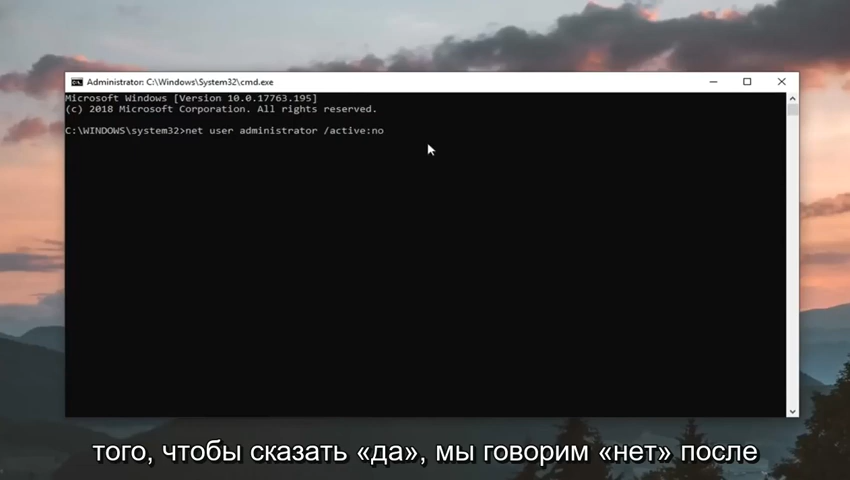 Administrator: C:\Windows\System32\cmd.exe
Microsoft Windows [Version 10.0.17763.195]
(c) 2018 Microsoft Corporation. All rights reserved.
C:\WINDOWS\system32>net user administrator /active:no
того, чтобы сказать «да», мы говорим «нет» после